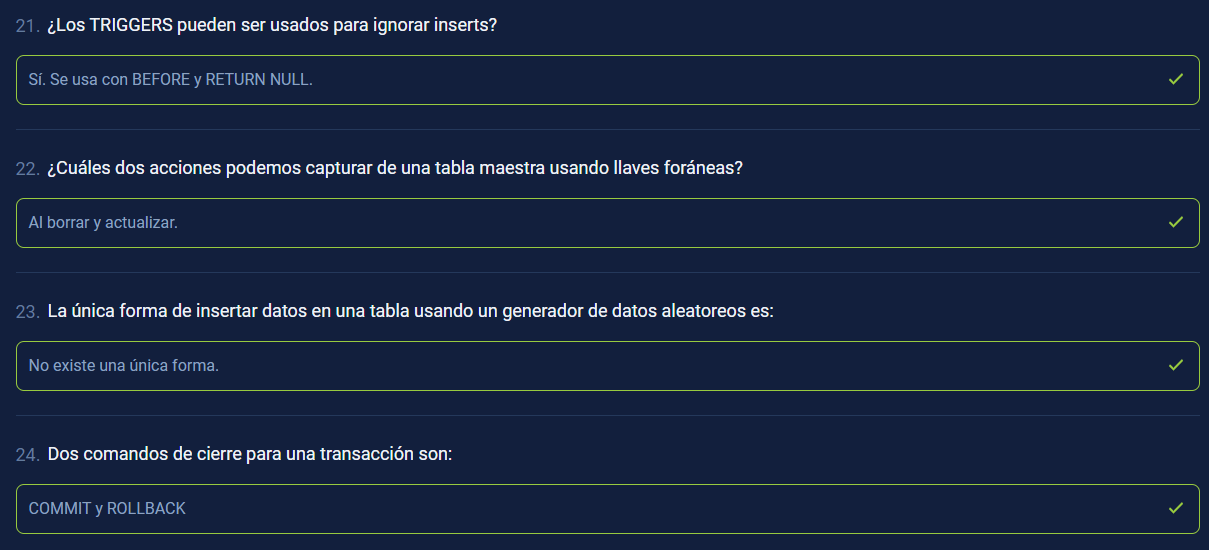 21. ¿Los TRIGGERS pueden ser usados para ignorar inserts?
Sí. Se usa con BEFORE y RETURN NULL.
22. ¿Cuáles dos acciones podemos capturar de una tabla maestra usando llaves foráneas?
Al borrar y actualizar.
23. La única forma de insertar datos en una tabla usando un generador de datos aleatoreos es:
No existe una única forma.
24. Dos comandos de cierre para una transacción son:
COMMIT y ROLLBACK